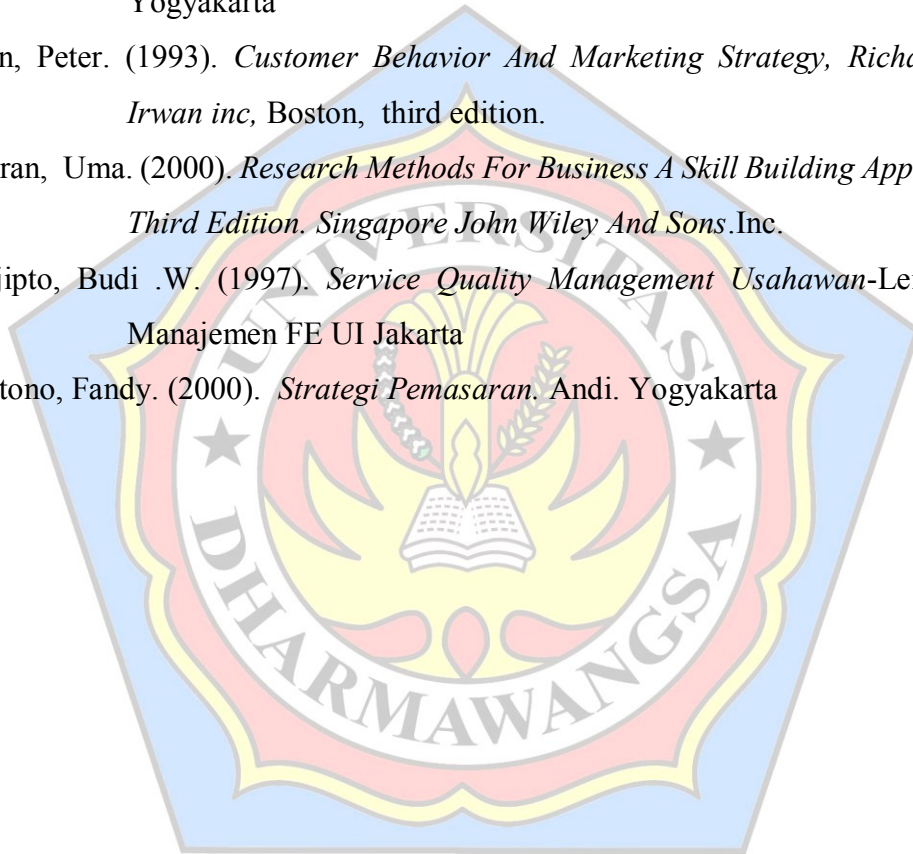 Yogyakarta
n, Peter. (1993). Customer Behavior And Marketing Strategy, Richa
Irwan inc, Boston, third edition.
ran, Uma. (2000). Research Methods For Business A Skill Building App
Third Edition. Singapore John Wiley And Sons.Inc.
jipto, Budi .W. (1997). Service Quality Management Usahawan-Le
Manajemen FE UI Jakarta
tono, Fandy. (2000). Strategi Pemasaran. Andi. Yogyakarta
UNIVERSITAS
DHARMAWANGSA